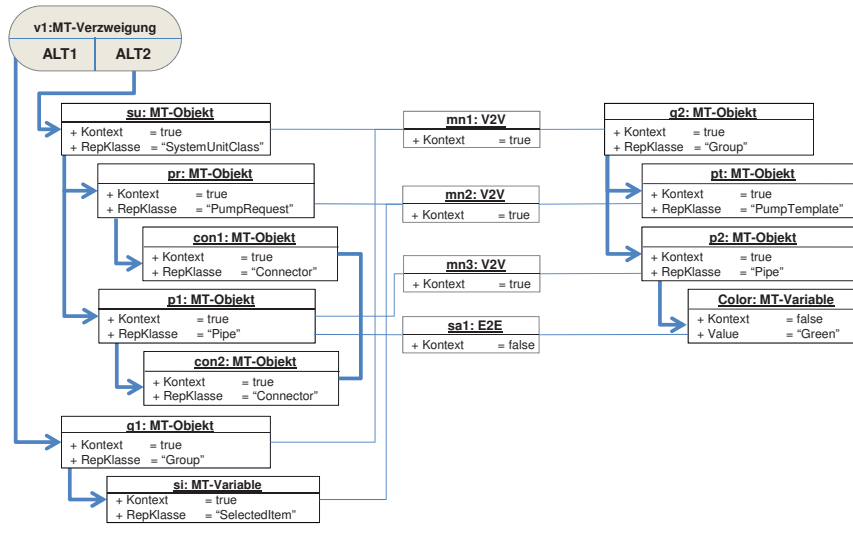 v1:MT-Verzweigung
ALT1 ALT2
su: MT-Objekt
+ Kontext = true
+ RepKlasse = “SystemUnitClass”
pr: MT-Objekt
+ Kontext = true
+ RepKlasse = “PumpRequest”
con1: MT-Objekt
+ Kontext = true
+ RepKlasse = “Connector”
p1: MT-Objekt
+ Kontext = true
+ RepKlasse = “Pipe”
con2: MT-Objekt
+ Kontext = true
+ RepKlasse = “Connector”
g1: MT-Objekt
+ Kontext = true
+ RepKlasse = “Group”
si: MT-Variable
+ Kontext = true
+ RepKlasse = “SelectedItem”
mn1: V2V
+ Kontext = true
mn2: V2V
+ Kontext = true
mn3: V2V
+ Kontext = true
sa1: E2E
+ Kontext = false
g2: MT-Objekt
+ Kontext = true
+ RepKlasse = “Group”
pt: MT-Objekt
+ Kontext = true
+ RepKlasse = “PumpTemplate”
p2: MT-Objekt
+ Kontext = true
+ RepKlasse = “Pipe”
Color: MT-Variable
+ Kontext = false
+ Value = “Green”